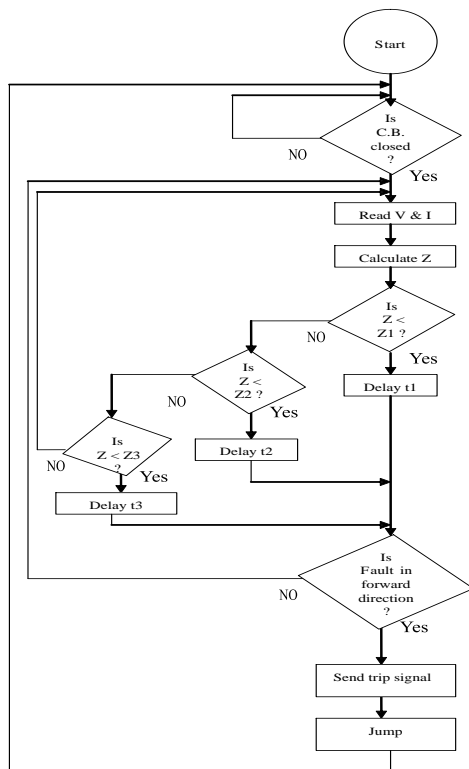 Start
Is
C.B.
closed
?
NO
Yes
Read V & I
Calculate Z
Is
Z <
Z1 ?
NO
Yes
Delay t1
Is
Z <
Z2 ?
NO
Yes
Delay t2
Is
Z < Z3
?
NO
Yes
Delay t3
Is
Fault in
forward
direction
?
NO
Yes
Send trip signal
Jump